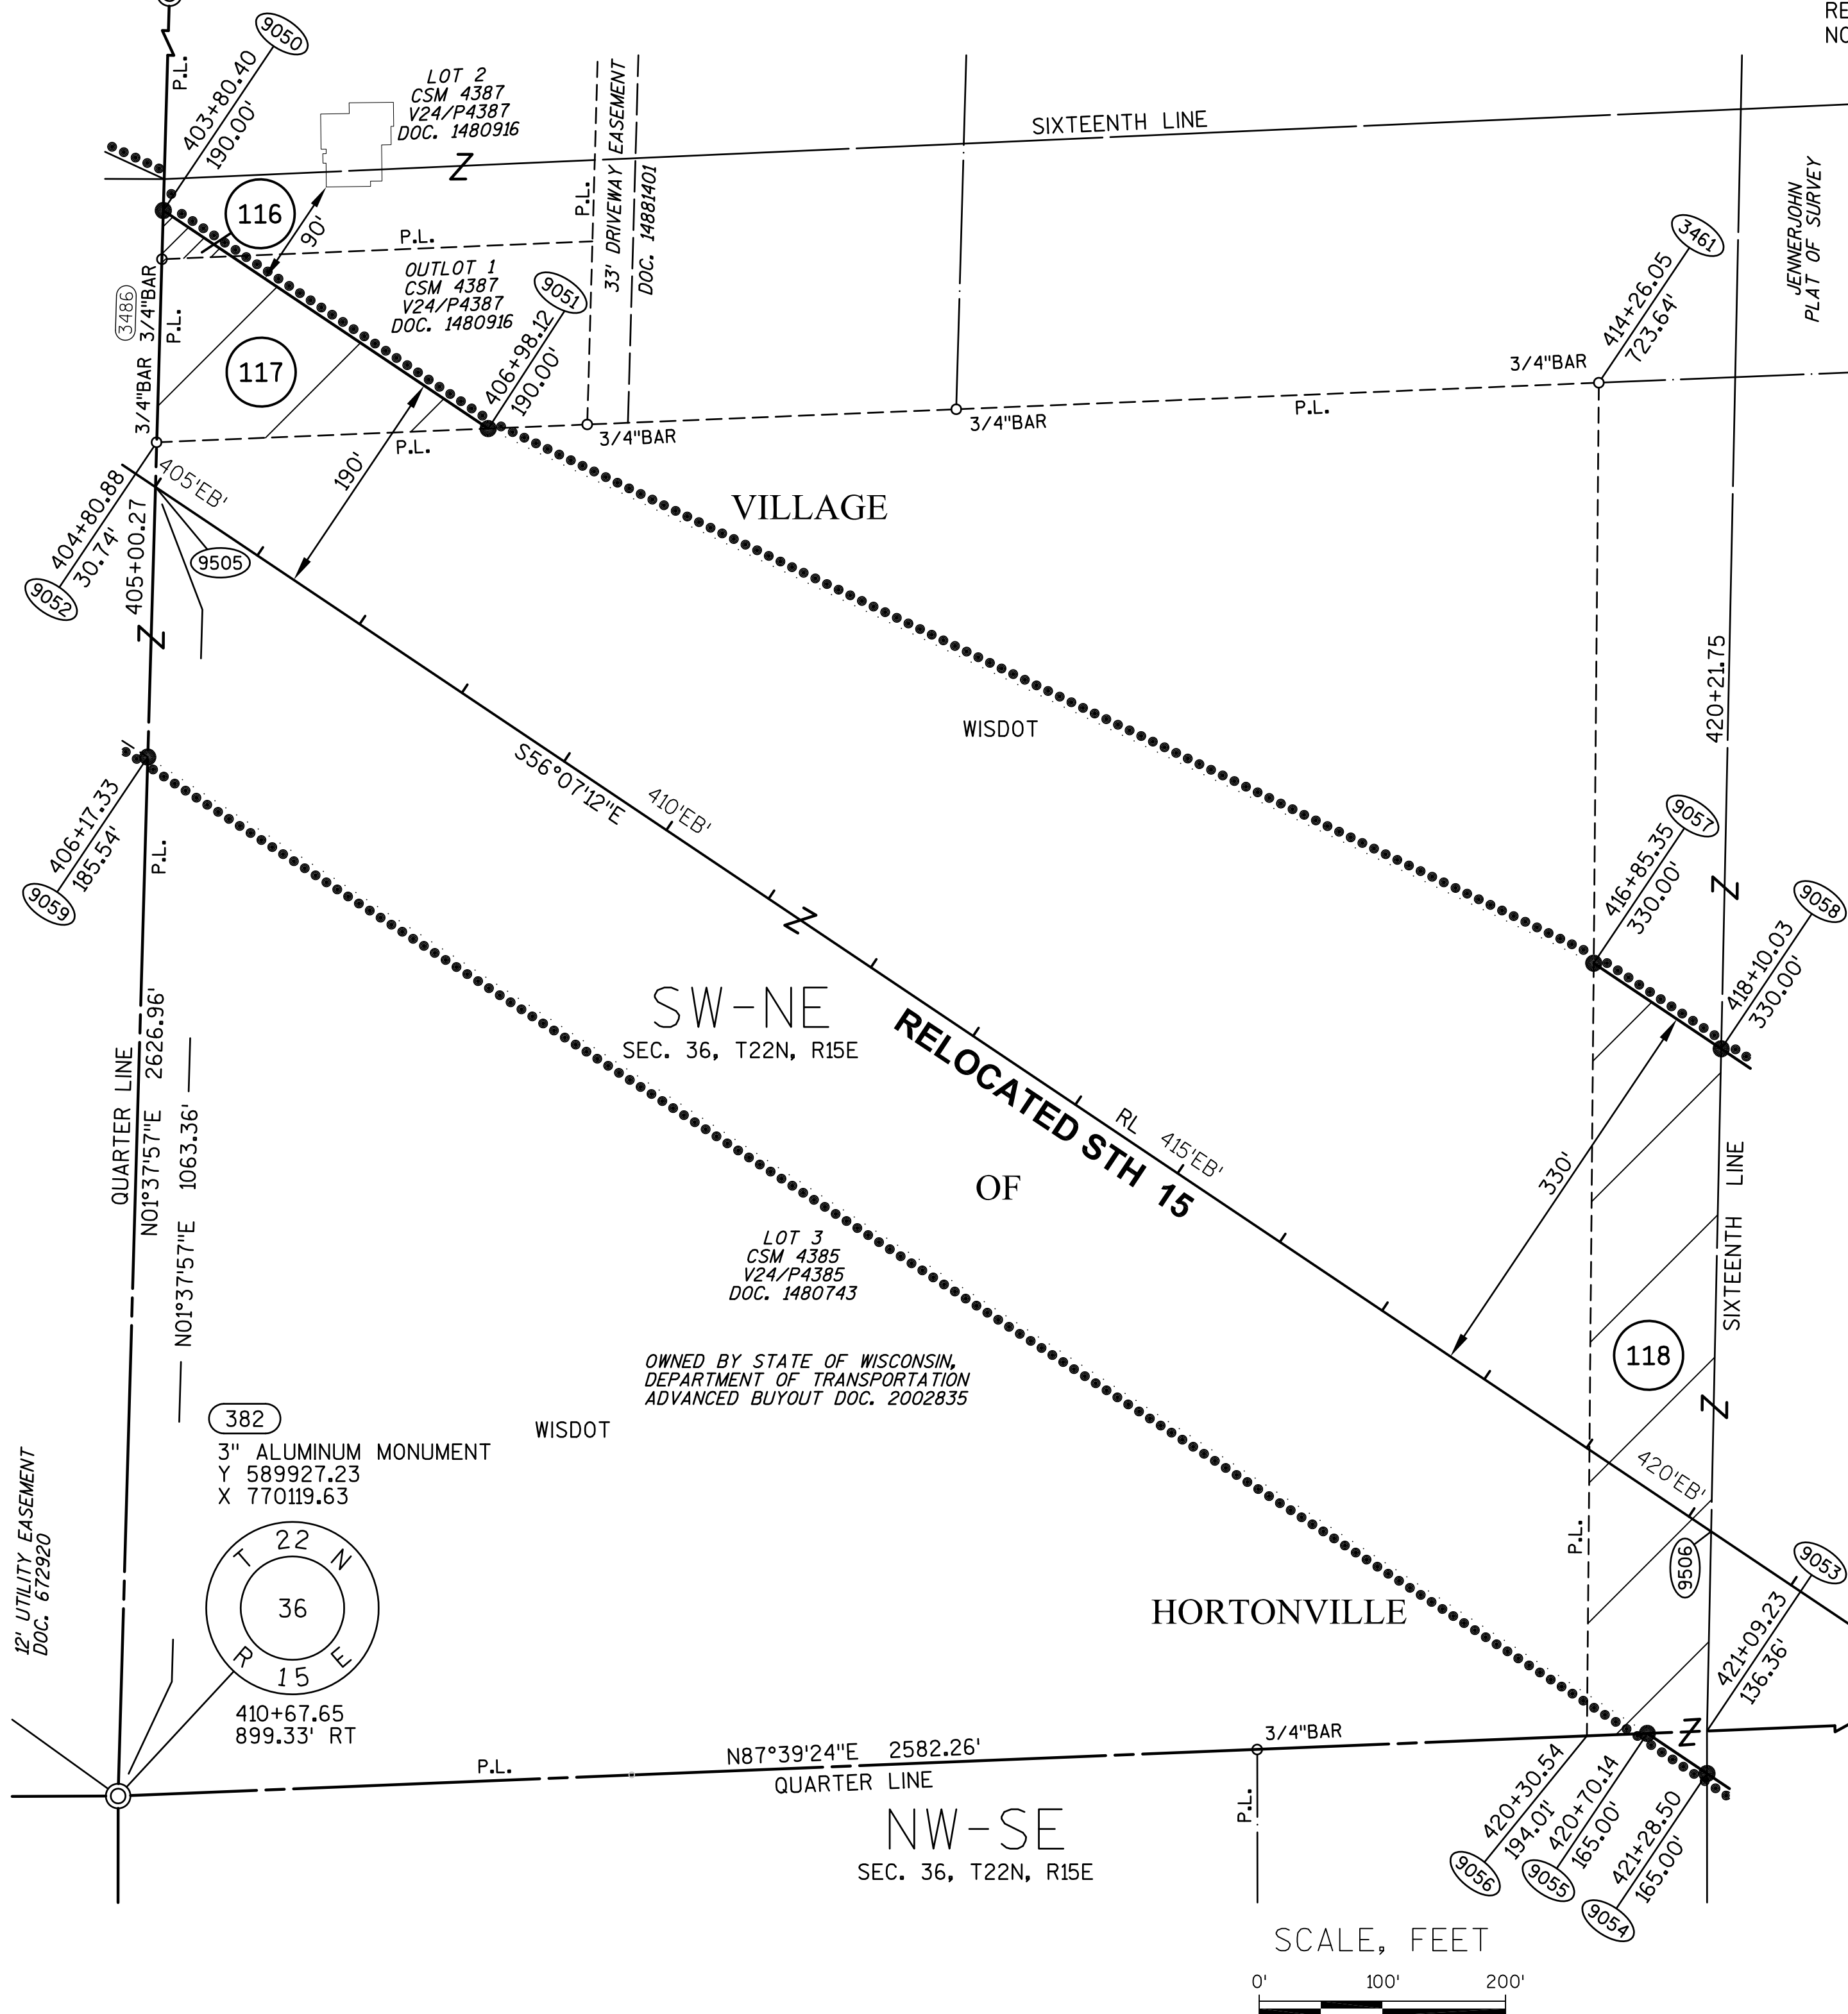 RE
NO
9050
403+80.40
190.00'
P.L.
LOT 2
CSM 4387
V24/P4387
DOC. 1480916
Z
SIXTEENTH LINE
33' DRIVEWAY EASEMENT
DOC. 14881401
P.L.
JENNERJOHN
PLAT OF SURVEY
116
90'
P.L.
OUTLOT 1
CSM 4387
V24/P4387
DOC. 1480916
3486
3/4"BAR
3/4"BAR
P.L.
117
9051
406+98.12
190.00'
3461
414+26.05
723.64'
3/4"BAR
P.L.
3/4"BAR
3/4"BAR
P.L.
190'
405'EB'
404+80.88
30.74'
9052
405+00.27
9505
Z
VILLAGE
420+21.75
WISDOT
S56°07'12"E
410'EB'
406+17.33
185.54'
9059
P.L.
9057
416+85.35
330.00'
Z
9058
418+10.03
330.00'
Z
SW-NE
SEC. 36, T22N, R15E
RELOCATED STH 15
RL
415'EB'
330'
QUARTER LINE
N01°37'57"E 2626.96'
N01°37'57"E 1063.36'
OF
SIXTEENTH LINE
LOT 3
CSM 4385
V24/P4385
DOC. 1480743
118
OWNED BY STATE OF WISCONSIN,
DEPARTMENT OF TRANSPORTATION
ADVANCED BUYOUT DOC. 2002835
Z
382
WISDOT
3" ALUMINUM MONUMENT
Y 589927.23
X 770119.63
420'EB'
12' UTILITY EASEMENT
DOC. 672920
T 22 N
36
R 15 E
P.L.
9506
9053
421+09.23
136.36'
HORTONVILLE
410+67.65
899.33' RT
3/4"BAR
Z
N87°39'24"E 2582.26'
P.L.
QUARTER LINE
P.L.
NW-SE
SEC. 36, T22N, R15E
420+30.54
194.01'
9056
420+70.14
165.00'
9055
421+28.50
165.00'
9054
SCALE, FEET
0' 100' 200'